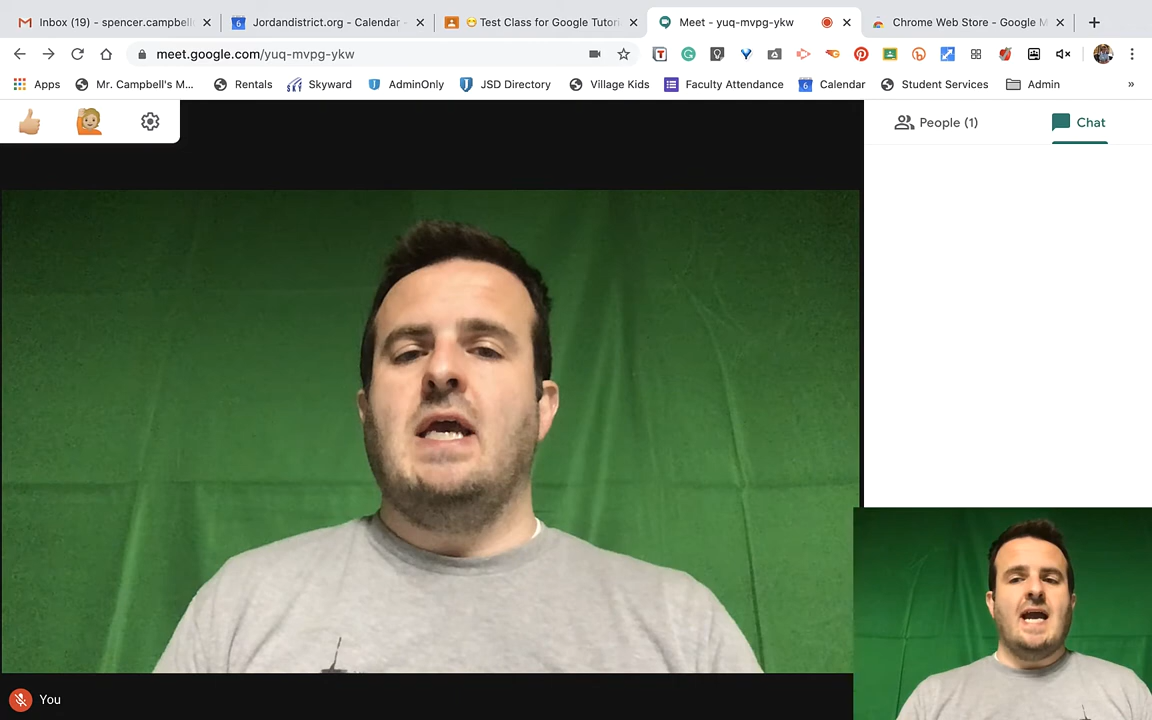 Inbox (19) - spencer.campbell
Jordandistrict.org - Calendar -
Test Class for Google Tutori
Meet - yuq-mvpg-ykw
Chrome Web Store - Google M
meet.google.com/yuq-mvpg-ykw
Apps
Mr. Campbell's M...
Rentals
Skyward
AdminOnly
JSD Directory
Village Kids
Faculty Attendance
6
Calendar
Student Services
Admin
»
People (1)
Chat
You